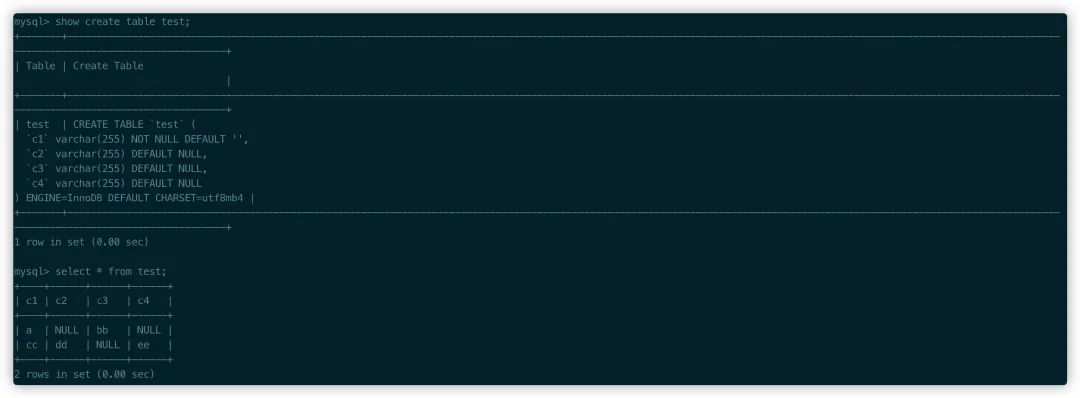 mysql> show create table test;
+-------+----------------------------------------------------------------------------------------------------------------------------------------------------------------------
------------------------------------+
| Table | Create Table
                                    |
+-------+----------------------------------------------------------------------------------------------------------------------------------------------------------------------
------------------------------------+
| test  | CREATE TABLE `test` (
  `c1` varchar(255) NOT NULL DEFAULT '',
  `c2` varchar(255) DEFAULT NULL,
  `c3` varchar(255) DEFAULT NULL,
  `c4` varchar(255) DEFAULT NULL
) ENGINE=InnoDB DEFAULT CHARSET=utf8mb4 |
+-------+----------------------------------------------------------------------------------------------------------------------------------------------------------------------
------------------------------------+
1 row in set (0.00 sec)

mysql> select * from test;
+----+------+------+------+
| c1 | c2   | c3   | c4   |
+----+------+------+------+
| a  | NULL | bb   | NULL |
| cc | dd   | NULL | ee   |
+----+------+------+------+
2 rows in set (0.00 sec)